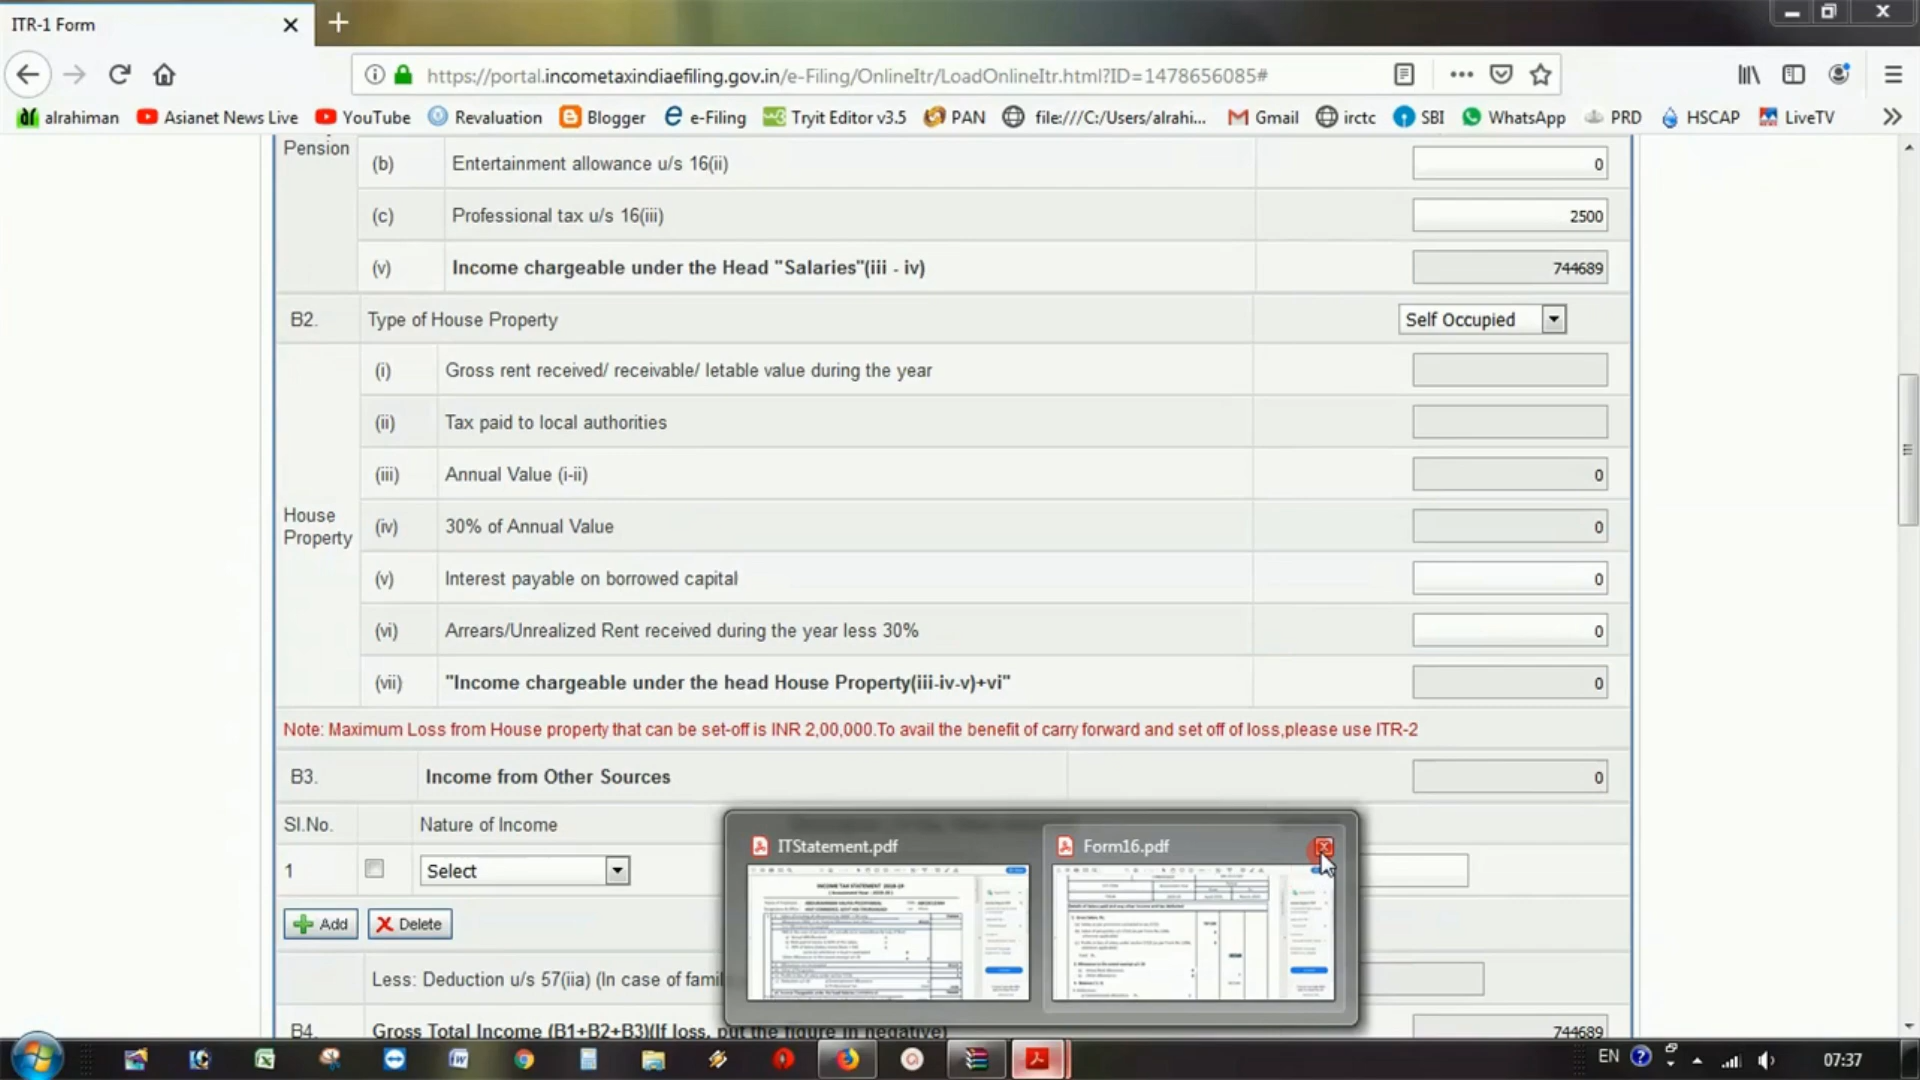 ITR-1 Form
https://portal.incometaxindiaefiling.gov.in/e-Filing/OnlineItr/LoadOnlineItr.html?ID=1478656085#
alrahiman Asianet News Live YouTube Revaluation Blogger e-Filing Tryit Editor v3.5 PAN file:///C:/Users/alrahi... Gmail irctc SBI WhatsApp PRD HSCAP LiveTV
Pension
(b) Entertainment allowance u/s 16(ii) 0
(c) Professional tax u/s 16(iii) 2500
(v) Income chargeable under the Head "Salaries"(iii - iv) 744689
B2. Type of House Property Self Occupied
(i) Gross rent received/ receivable/ letable value during the year
(ii) Tax paid to local authorities
(iii) Annual Value (i-ii) 0
House Property
(iv) 30% of Annual Value 0
(v) Interest payable on borrowed capital 0
(vi) Arrears/Unrealized Rent received during the year less 30% 0
(vii) "Income chargeable under the head House Property(iii-iv-v)+vi" 0
Note: Maximum Loss from House property that can be set-off is INR 2,00,000.To avail the benefit of carry forward and set off of loss,please use ITR-2
B3. Income from Other Sources 0
Sl.No. Nature of Income
ITStatement.pdf Form16.pdf
1 Select
INCOME TAX STATEMENT 2018-19
Add Delete
Less: Deduction u/s 57(iia) (In case of famil
B4. Gross Total Income (B1+B2+B3)(If loss, put the figure in negative) 744689
EN 07:37